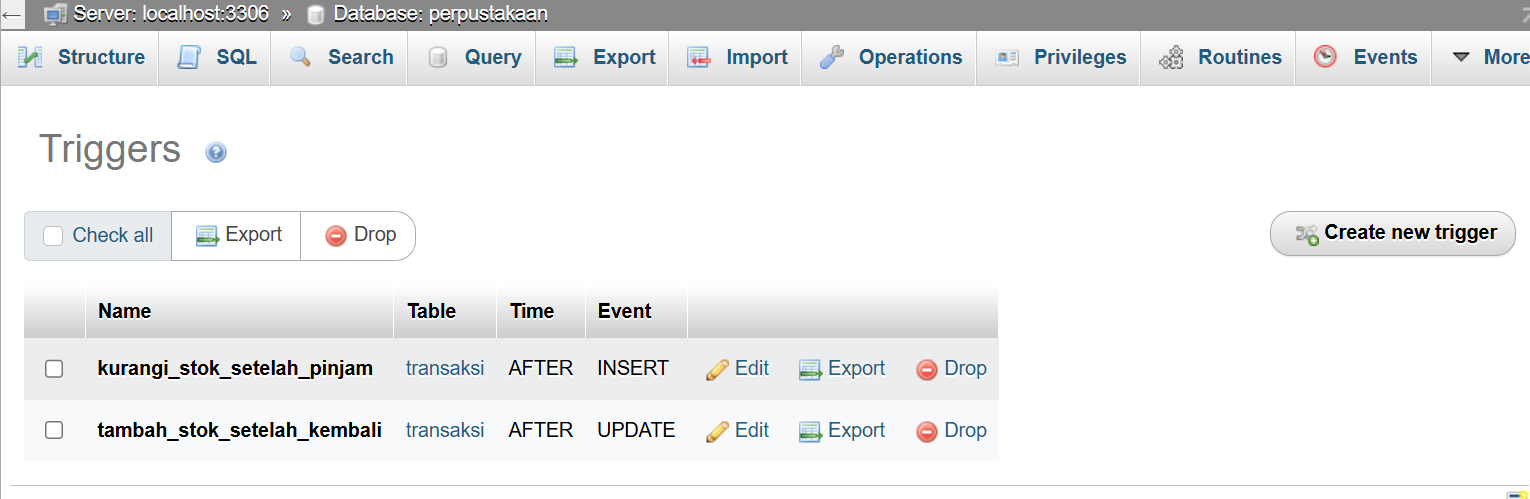 Server: localhost:3306 » Database: perpustakaan
Structure SQL Search Query Export Import Operations Privileges Routines Events More
Triggers
Check all Export Drop
Create new trigger
Name Table Time Event
kurangi_stok_setelah_pinjam transaksi AFTER INSERT Edit Export Drop
tambah_stok_setelah_kembali transaksi AFTER UPDATE Edit Export Drop